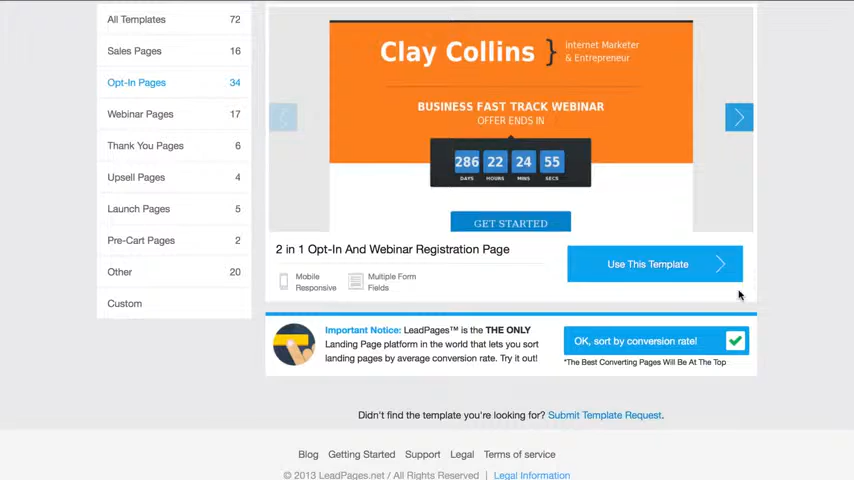 All Templates 72
Sales Pages 16
Opt-In Pages 34
Webinar Pages 17
Thank You Pages 6
Upsell Pages 4
Launch Pages 5
Pre-Cart Pages 2
Other 20
Custom
Clay Collins } Internet Marketer
& Entrepreneur
BUSINESS FAST TRACK WEBINAR
OFFER ENDS IN
286 22 24 55
DAYS HOURS MINS SECS
GET STARTED
2 in 1 Opt-In And Webinar Registration Page
Mobile
Responsive
Multiple Form
Fields
Use This Template
Important Notice: LeadPages™ is the THE ONLY
Landing Page platform in the world that lets you sort
landing pages by average conversion rate. Try it out!
OK, sort by conversion rate!
*The Best Converting Pages Will Be At The Top
Didn't find the template you're looking for? Submit Template Request.
Blog Getting Started Support Legal Terms of service
© 2013 LeadPages.net / All Rights Reserved | Legal Information